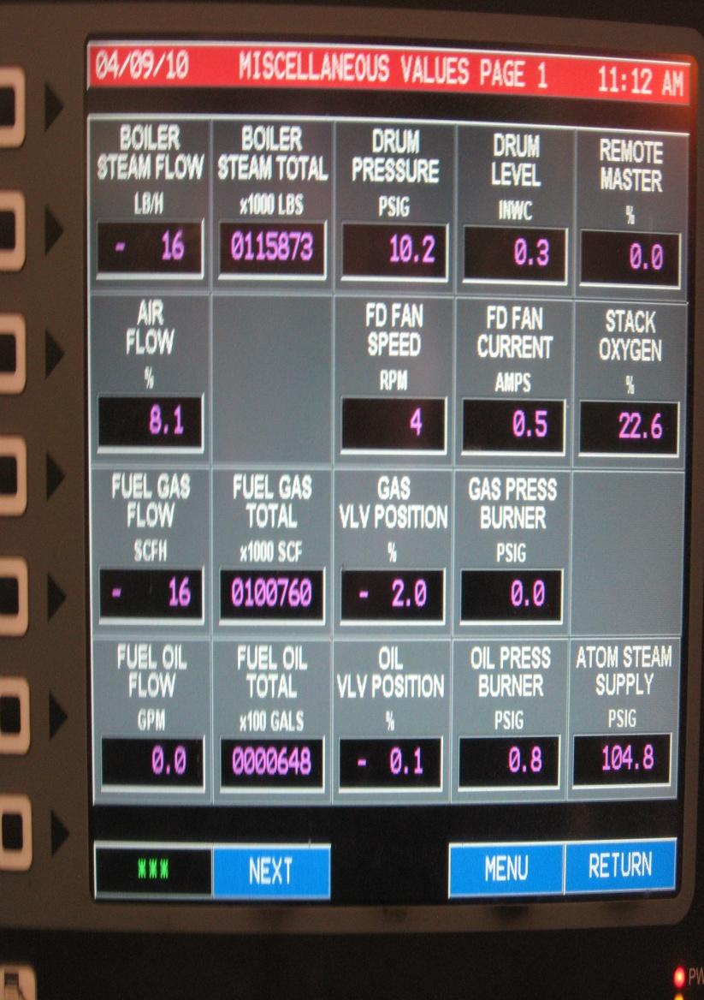 04/09/10 MISCELLANEOUS VALUES PAGE 1 11:12 AM
BOILER STEAM FLOW
LB/H
- 16
BOILER STEAM TOTAL
x1000 LBS
0115873
DRUM PRESSURE
PSIG
10.2
DRUM LEVEL
INWC
0.3
REMOTE MASTER
%
0.0
AIR FLOW
%
8.1
FD FAN SPEED
RPM
4
FD FAN CURRENT
AMPS
0.5
STACK OXYGEN
%
22.6
FUEL GAS FLOW
SCFH
- 16
FUEL GAS TOTAL
x1000 SCF
0100760
GAS VLV POSITION
%
- 2.0
GAS PRESS BURNER
PSIG
0.0
FUEL OIL FLOW
GPM
0.0
FUEL OIL TOTAL
x100 GALS
0000648
OIL VLV POSITION
%
- 0.1
OIL PRESS BURNER
PSIG
0.8
ATOM STEAM SUPPLY
PSIG
104.8
*** NEXT MENU RETURN